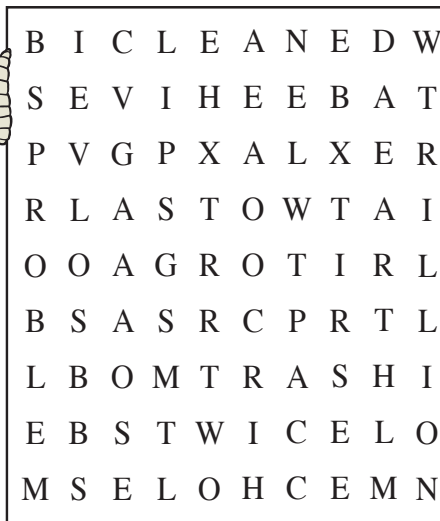 B I C L E A N E D W
S E V I H E E B A T
P V G P X A L X E R
R L A S T O W T A I
O O A G R O T I R L
B S A S R C P R T L
L B O M T R A S H I
E B S T W I C E L O
M S E L O H C E M N